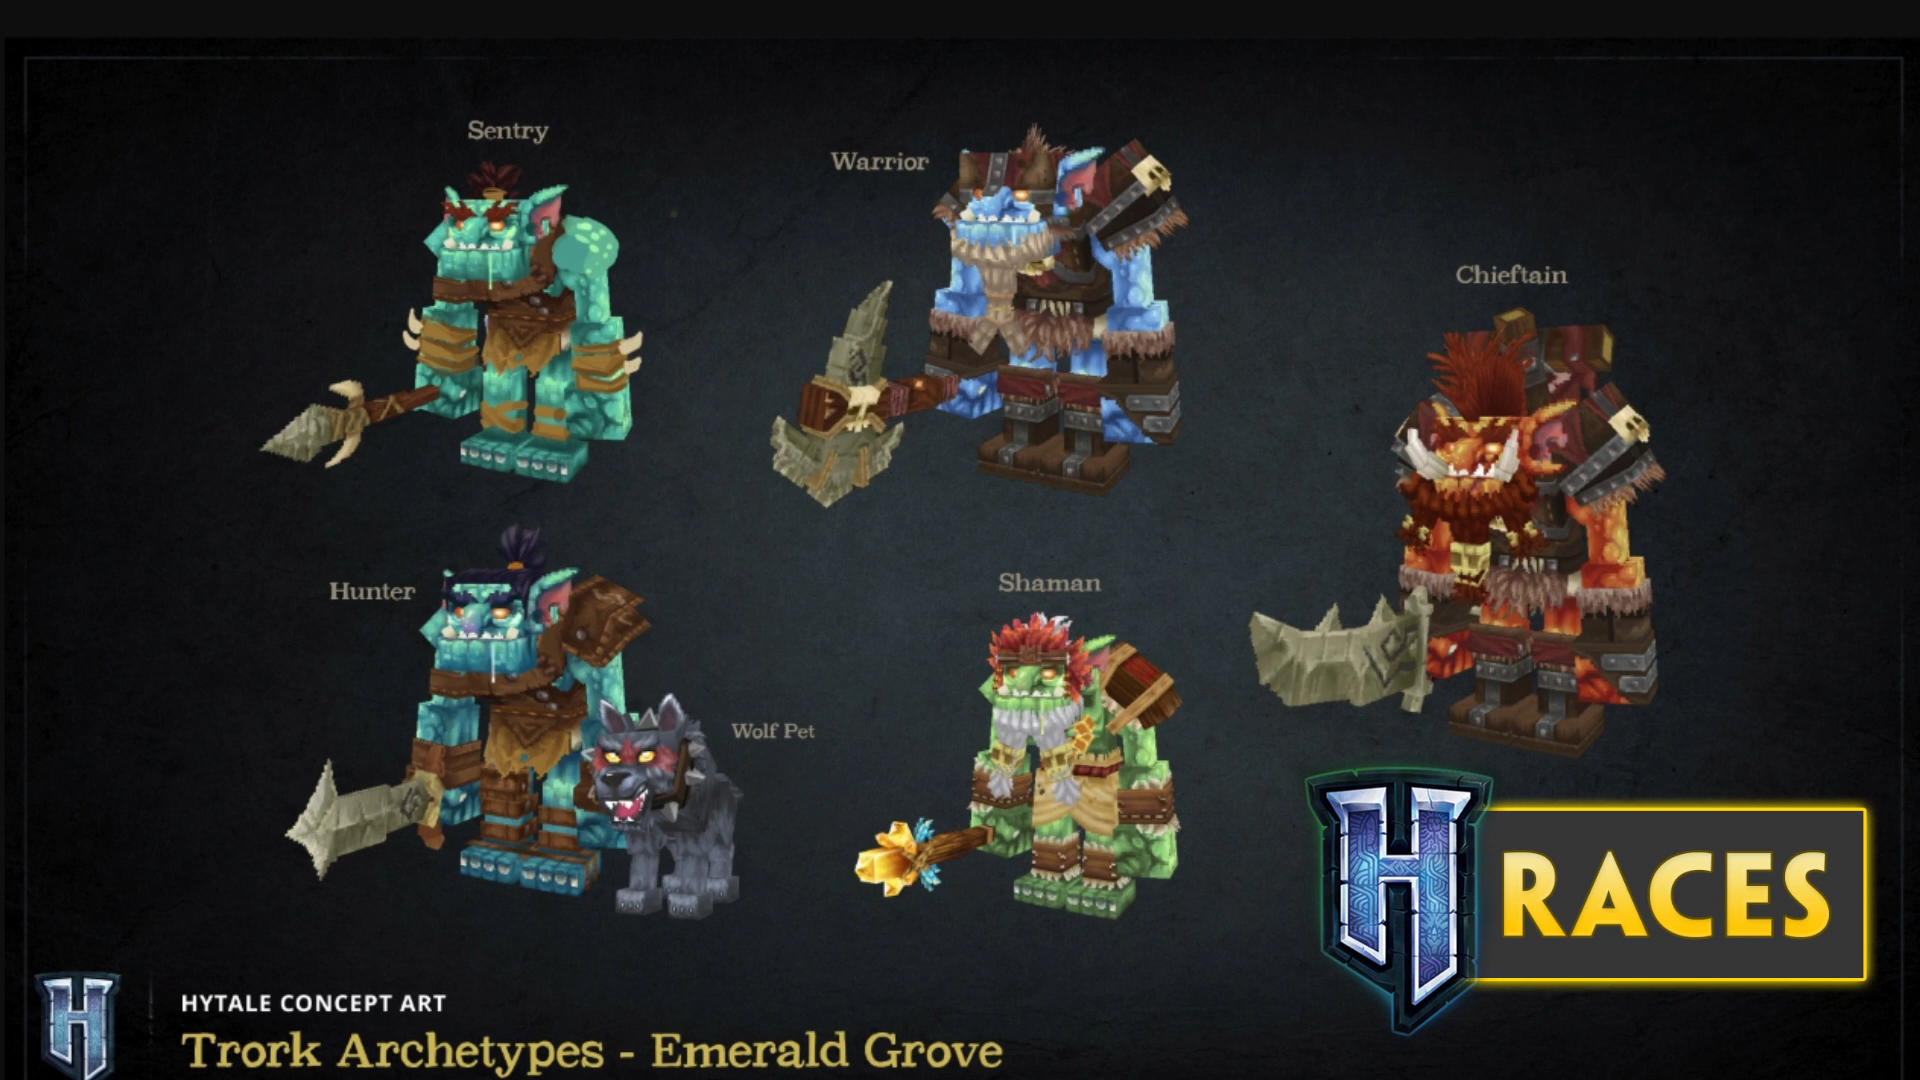 Sentry
Warrior
Chieftain
Hunter
Shaman
Wolf Pet
H RACES
H
HYTALE CONCEPT ART
Trork Archetypes - Emerald Grove